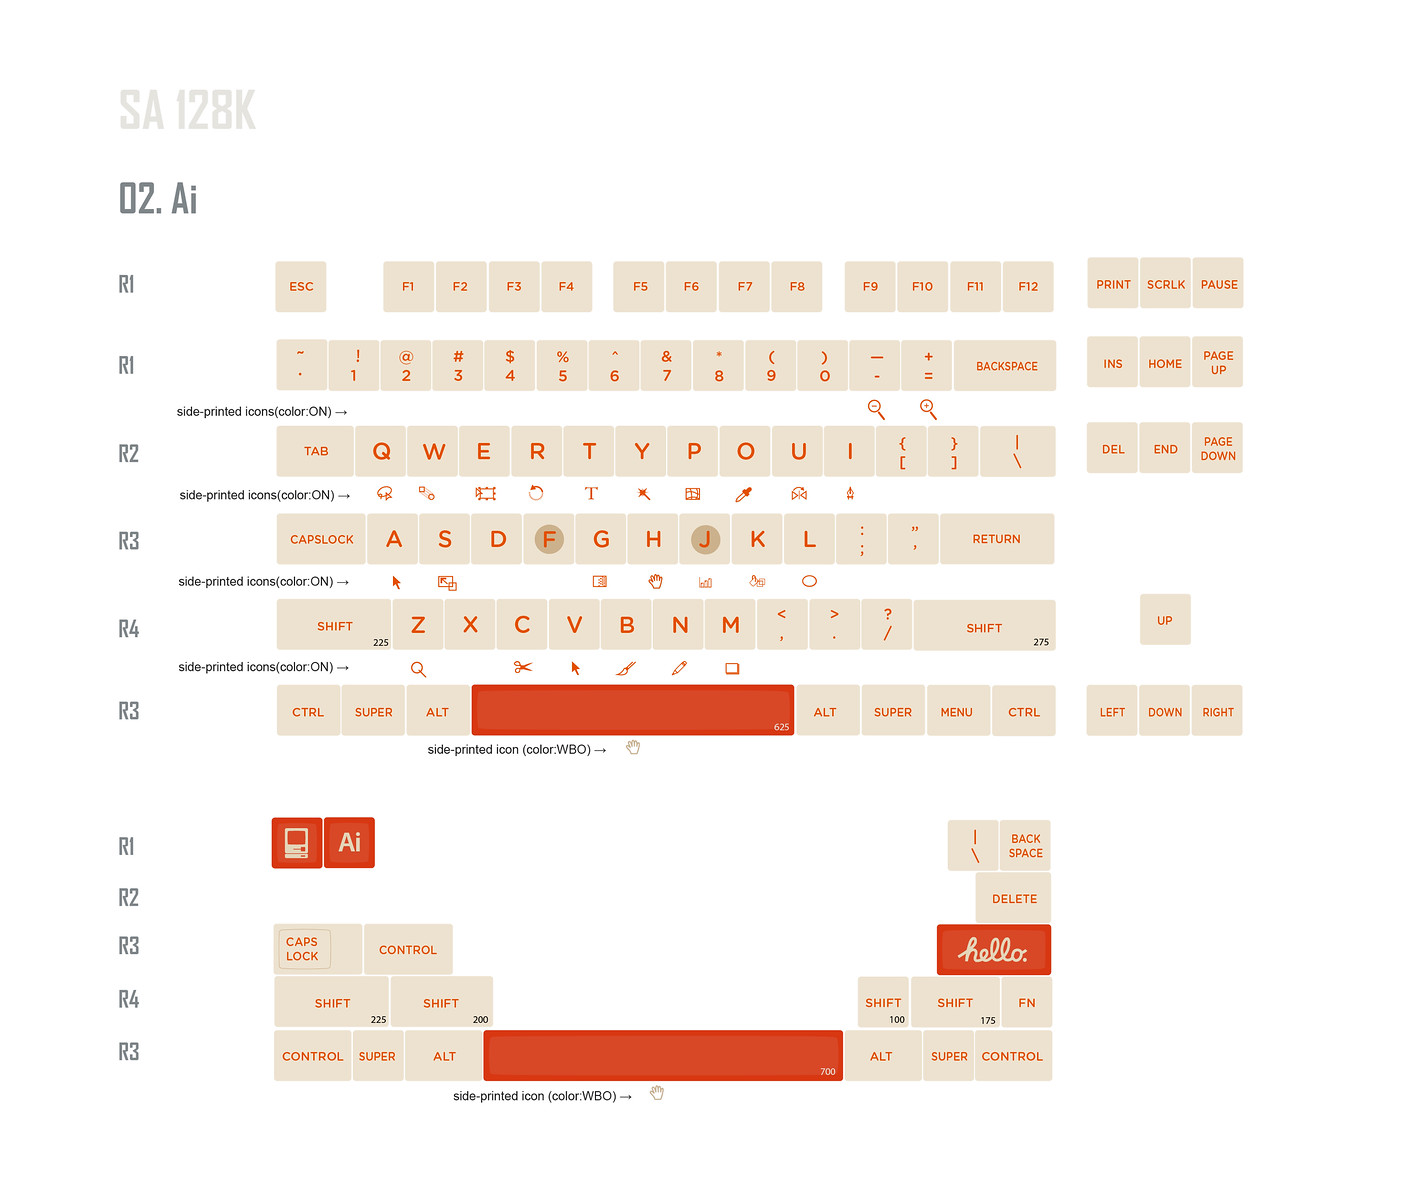 SA 128K
02. Ai
R1 ESC F1 F2 F3 F4 F5 F6 F7 F8 F9 F10 F11 F12 PRINT SCRLK PAUSE
~ ! @ # $ % ^ & * ( ) — +
R1 · 1 2 3 4 5 6 7 8 9 0 - = BACKSPACE INS HOME PAGE UP
side-printed icons(color:ON) →
R2 TAB Q W E R T Y P O U I { [ } ] | \ DEL END PAGE DOWN
side-printed icons(color:ON) →
R3 CAPSLOCK A S D F G H J K L : ; ” ’ RETURN
side-printed icons(color:ON) →
R4 SHIFT 225 Z X C V B N M < , > . ? / SHIFT 275 UP
side-printed icons(color:ON) →
R3 CTRL SUPER ALT 625 ALT SUPER MENU CTRL LEFT DOWN RIGHT
side-printed icon (color:WBO) →
R1 Ai | \ BACK SPACE
R2 DELETE
R3 CAPS LOCK CONTROL hello.
R4 SHIFT 225 SHIFT 200 SHIFT 100 SHIFT 175 FN
R3 CONTROL SUPER ALT 700 ALT SUPER CONTROL
side-printed icon (color:WBO) →